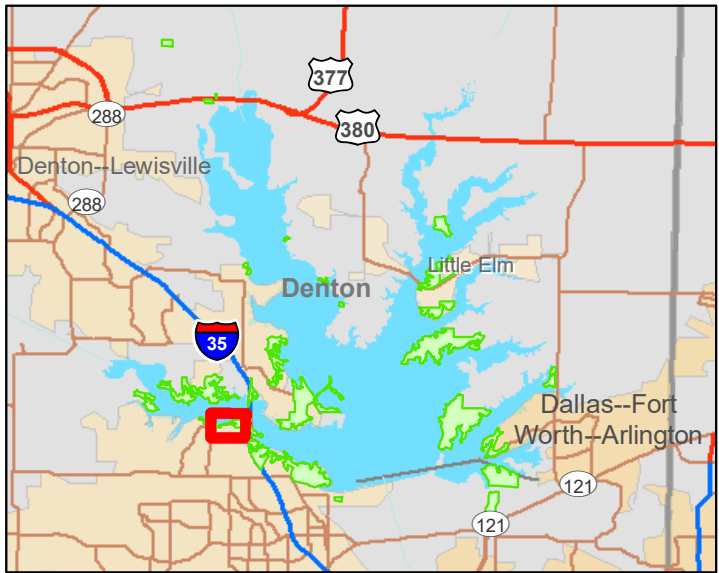 377
288
380
Denton--Lewisville
288
Little Elm
Denton
35
Dallas--Fort
Worth--Arlington
121
121